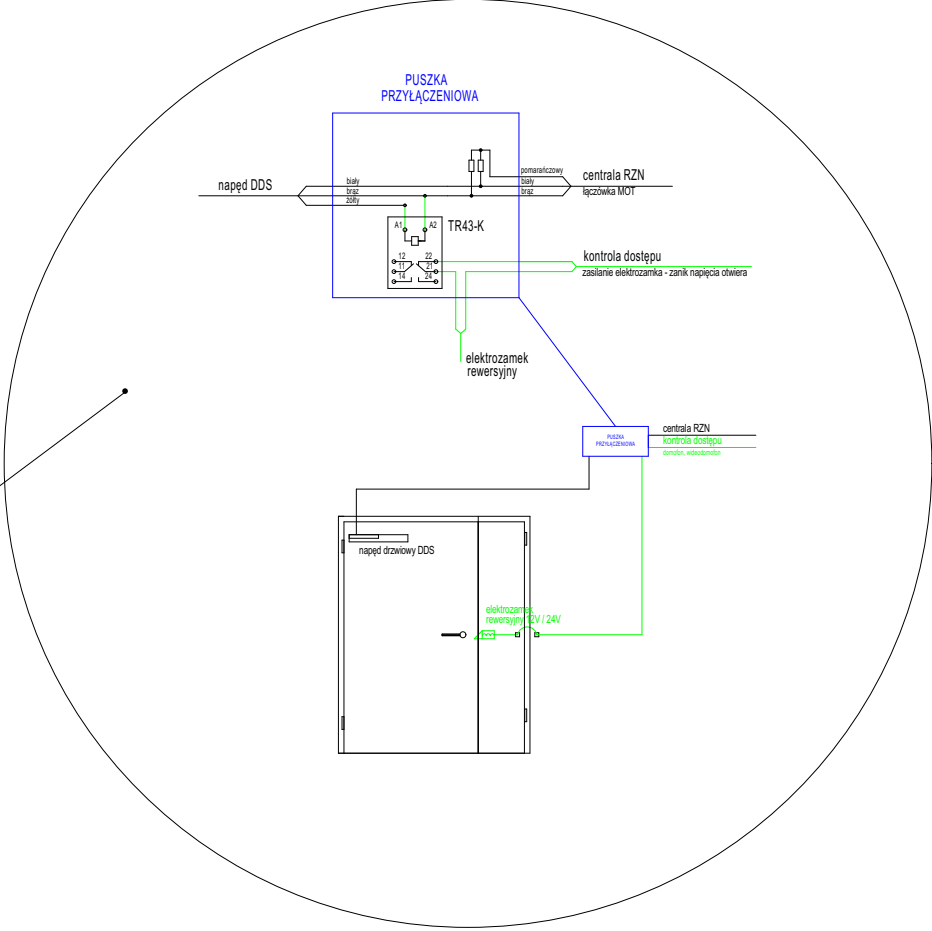 PUSZKA
PRZYŁĄCZENIOWA
napęd DDS
biały
brąz
żółty
pomarańczowy
biały
brąz
centrala RZN
łączówka MOT
A1
A2
TR43-K
12
22
11
21
14
24
kontrola dostępu
zasilanie elektrozamka - zanik napięcia otwiera
elektrozamek
rewersyjny
PUSZKA
PRZYŁĄCZENIOWA
centrala RZN
kontrola dostępu
domofon, wideodomofon
napęd drzwiowy DDS
elektrozamek
rewersyjny 12V / 24V